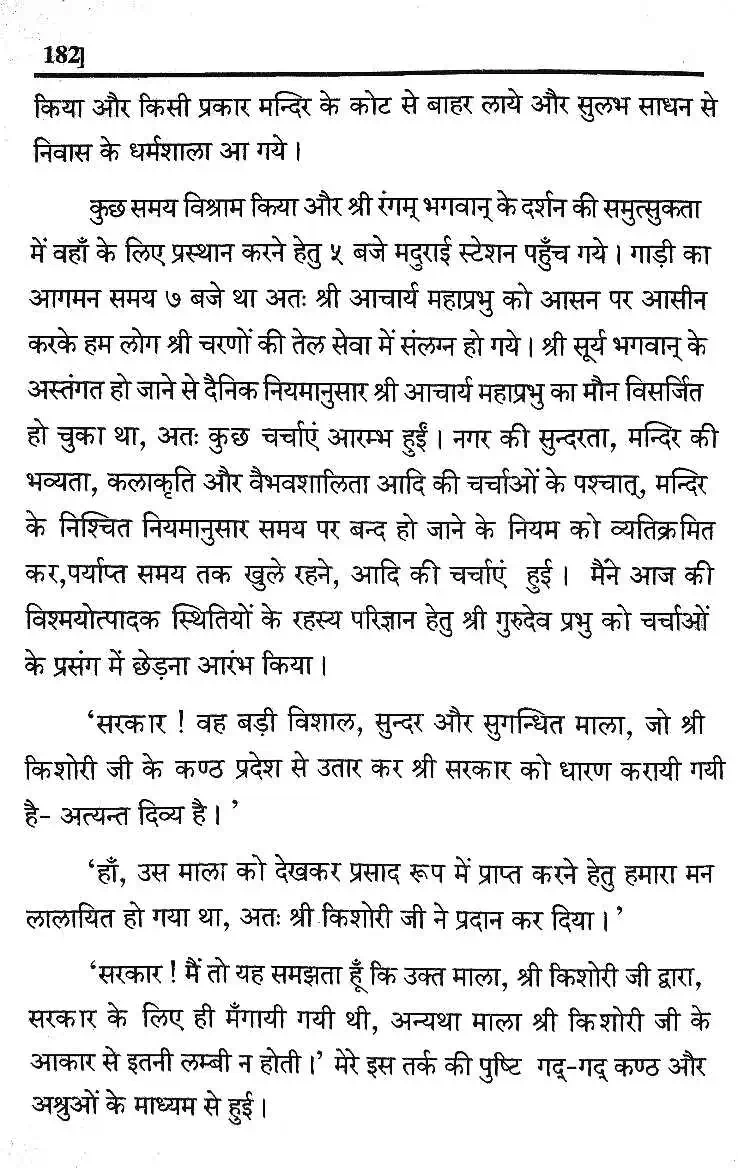 182]
किया और किसी प्रकार मन्दिर के कोट से बाहर लाये और सुलभ साधन से
निवास के धर्मशाला आ गये।
कुछ समय विश्राम किया और श्री रंगम् भगवान् के दर्शन की समुत्सुकता
में वहाँ के लिए प्रस्थान करने हेतु ५ बजे मदुराई स्टेशन पहुँच गये। गाड़ी का
आगमन समय ७ बजे था अतः श्री आचार्य महाप्रभु को आसन पर आसीन
करके हम लोग श्री चरणों की तेल सेवा में संलग्न हो गये। श्री सूर्य भगवान् के
अस्तंगत हो जाने से दैनिक नियमानुसार श्री आचार्य महाप्रभु का मौन विसर्जित
हो चुका था, अतः कुछ चर्चाएं आरम्भ हुईं। नगर की सुन्दरता, मन्दिर की
भव्यता, कलाकृति और वैभवशालिता आदि की चर्चाओं के पश्चात्, मन्दिर
के निश्चित नियमानुसार समय पर बन्द हो जाने के नियम को व्यतिक्रमित
कर,पर्याप्त समय तक खुले रहने, आदि की चर्चाएं हुई। मैंने आज की
विश्मयोत्पादक स्थितियों के रहस्य परिज्ञान हेतु श्री गुरुदेव प्रभु को चर्चाओं
के प्रसंग में छेड़ना आरंभ किया।
‘सरकार ! वह बड़ी विशाल, सुन्दर और सुगन्धित माला, जो श्री
किशोरी जी के कण्ठ प्रदेश से उतार कर श्री सरकार को धारण करायी गयी
है- अत्यन्त दिव्य है।’
‘हाँ, उस माला को देखकर प्रसाद रूप में प्राप्त करने हेतु हमारा मन
लालायित हो गया था, अतः श्री किशोरी जी ने प्रदान कर दिया।’
‘सरकार ! मैं तो यह समझता हूँ कि उक्त माला, श्री किशोरी जी द्वारा,
सरकार के लिए ही मँगायी गयी थी, अन्यथा माला श्री किशोरी जी के
आकार से इतनी लम्बी न होती।’ मेरे इस तर्क की पुष्टि गद्-गद् कण्ठ और
अश्रुओं के माध्यम से हुई।